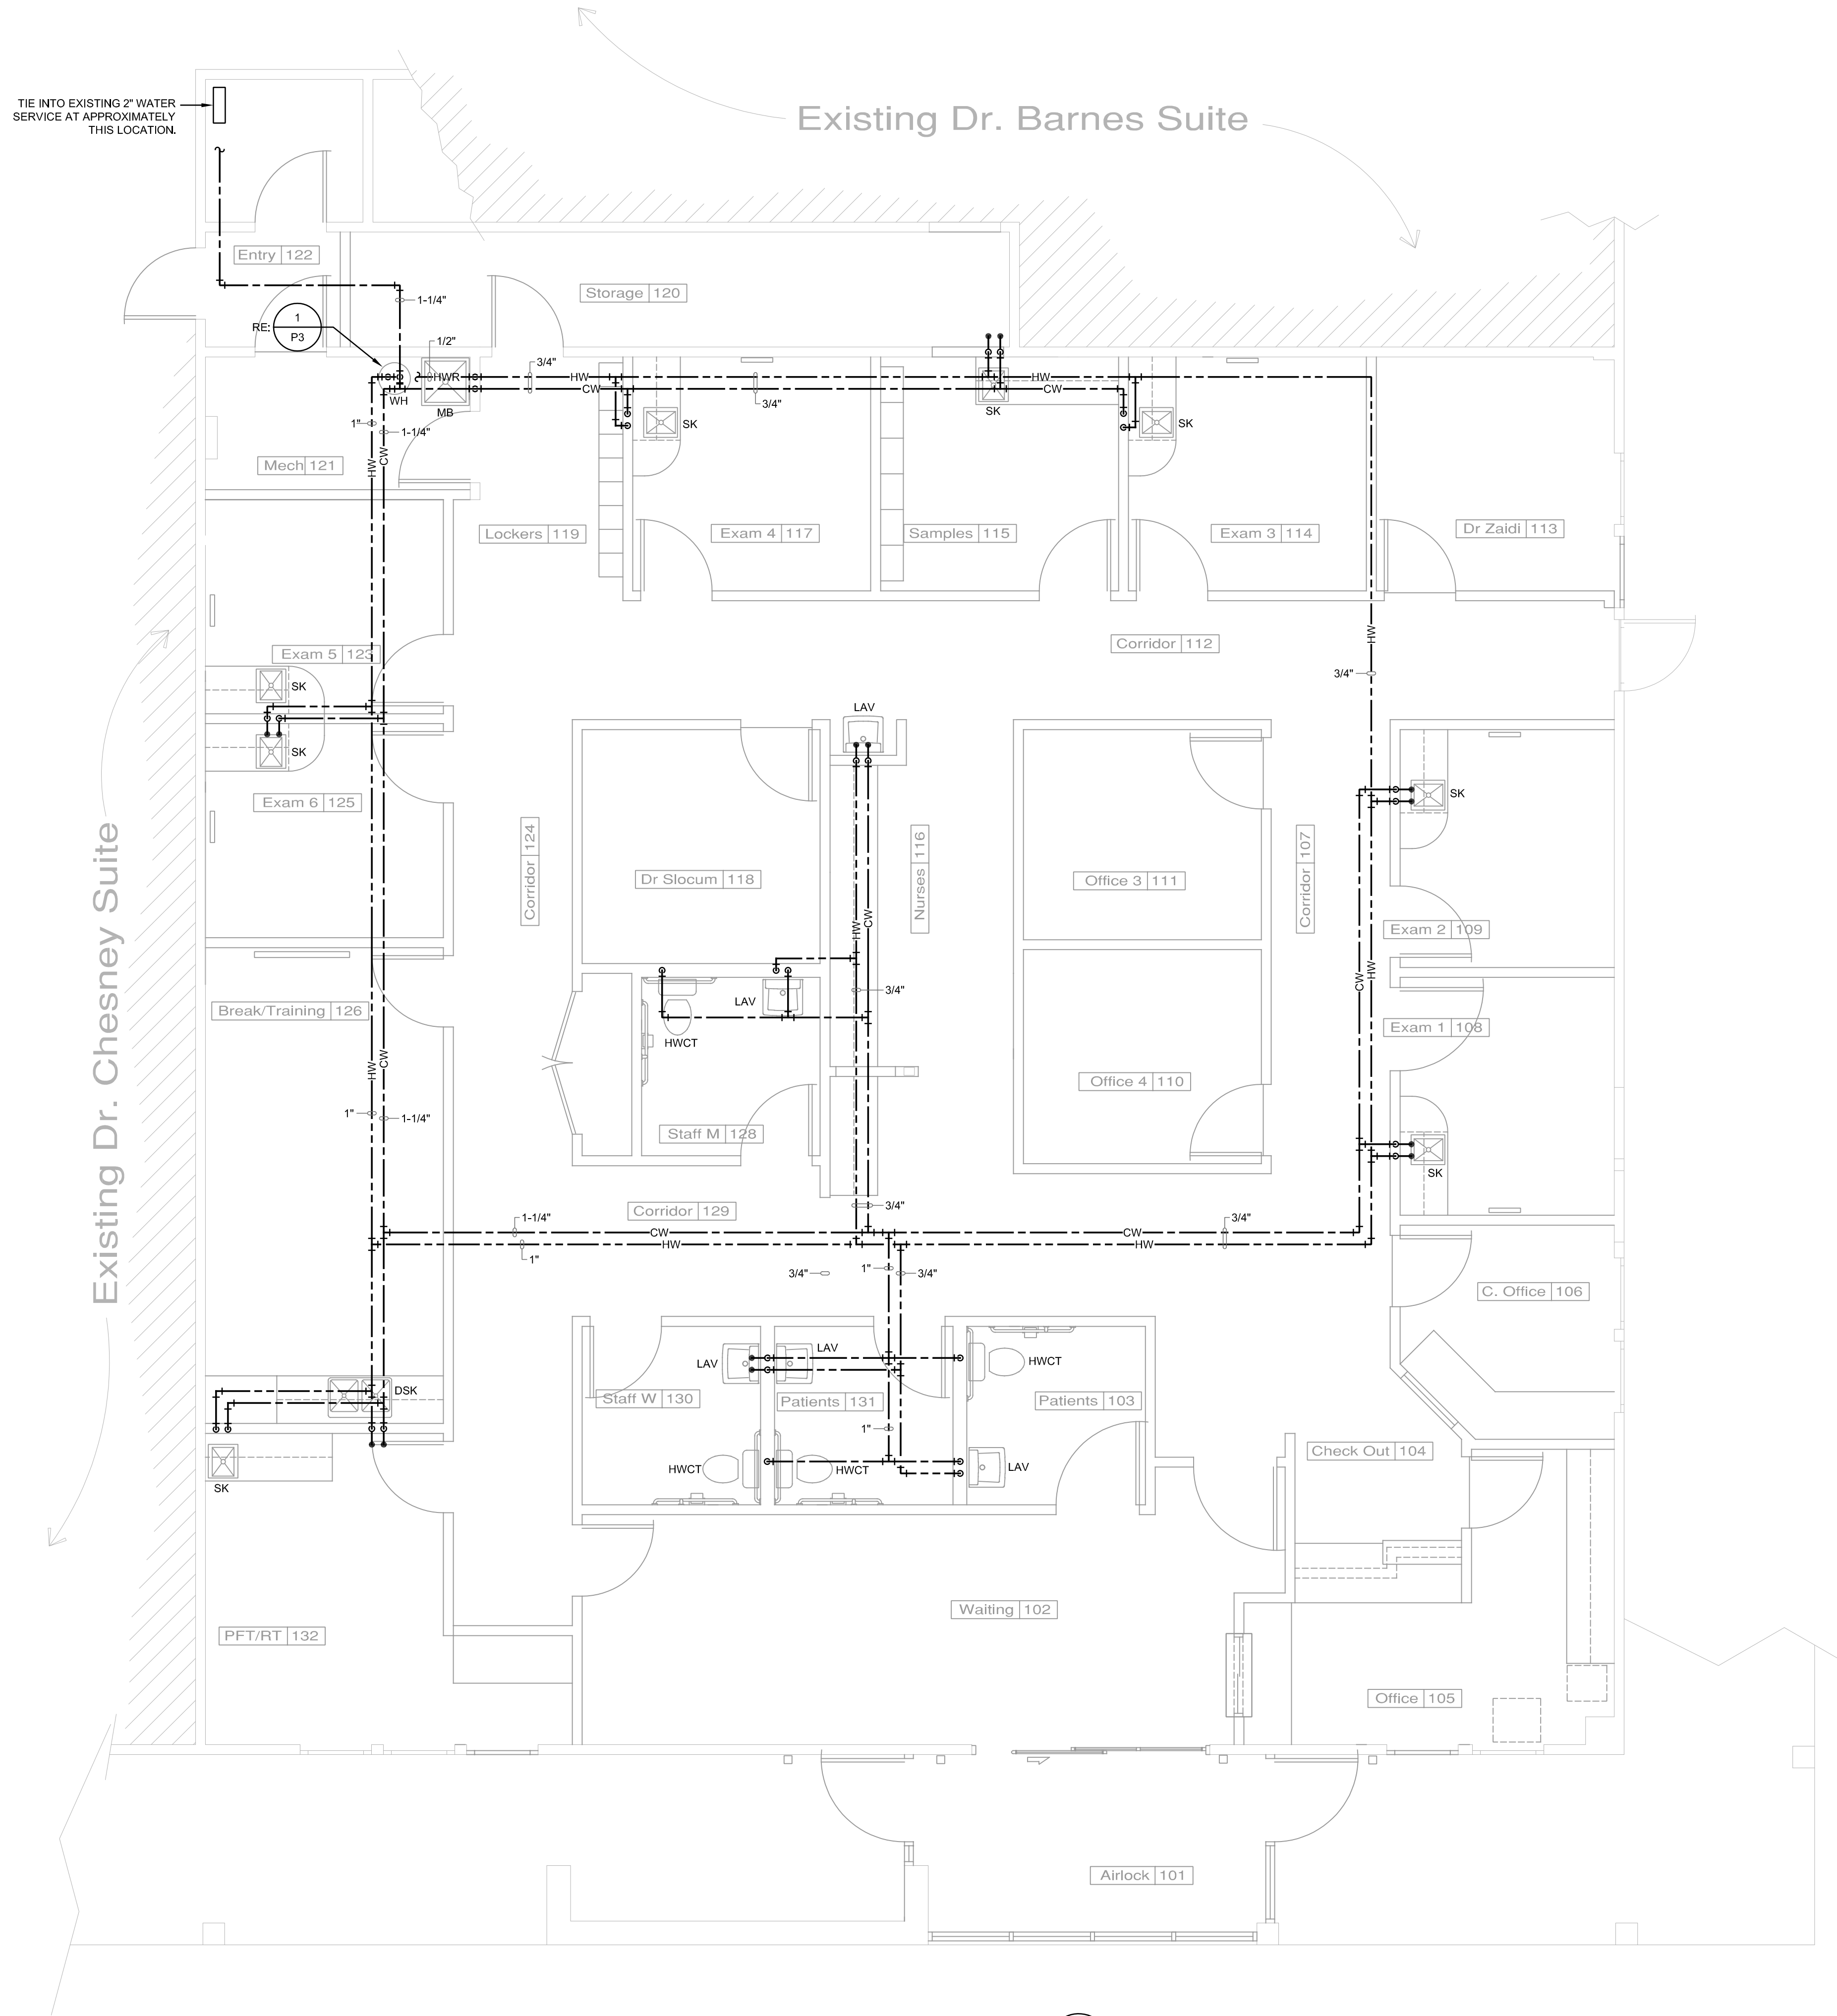 TIE INTO EXISTING 2" WATER
SERVICE AT APPROXIMATELY
THIS LOCATION.
Existing Dr. Barnes Suite
Entry 122
Storage 120
1-1/4"
RE:
1
P3
1/2"
3/4"
HWR
HW
CW
HW
CW
3/4"
WH
MB
SK
SK
SK
1"
1-1/4"
HW
CW
Mech 121
Lockers 119
Exam 4 117
Samples 115
Exam 3 114
Dr Zaidi 113
HW
Corridor 112
3/4"
Exam 5 123
SK
SK
LAV
Exam 6 125
SK
Corridor 124
Dr Slocum 118
Nurses 116
Office 3 111
Corridor 107
HW
CW
Exam 2 109
Existing Dr. Chesney Suite
CW
HW
3/4"
LAV
Break/Training 126
HWCT
Exam 1 108
HW
CW
Office 4 110
1"
1-1/4"
Staff M 128
SK
Corridor 129
3/4"
1-1/4"
3/4"
CW
CW
HW
HW
1"
3/4"
1"
3/4"
C. Office 106
LAV
LAV
HWCT
DSK
Staff W 130
Patients 131
Patients 103
1"
Check Out 104
HWCT
HWCT
LAV
SK
Waiting 102
PFT/RT 132
Office 105
Airlock 101